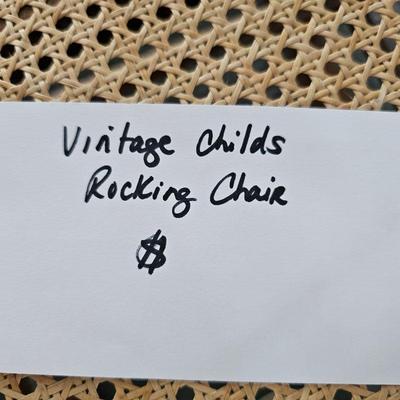 Vintage Childs
Rocking Chair
$